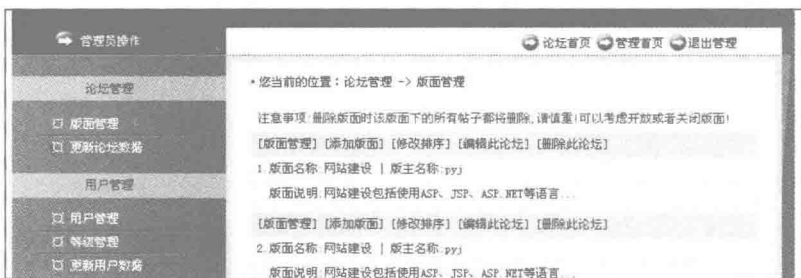 管理员操作
论坛首页 管理首页 退出管理
论坛管理
版面管理
更新论坛数据
用户管理
用户管理
等级管理
更新用户数据
·您当前的位置：论坛管理 -> 版面管理
注意事项:删除版面时该版面下的所有帖子都将删除,请慎重!可以考虑开放或者关闭版面!
[版面管理] [添加版面] [修改排序] [编辑此论坛] [删除此论坛]
1.版面名称:网站建设 | 版主名称:pyj
版面说明:网站建设包括使用ASP、JSP、ASP.NET等语言...
[版面管理] [添加版面] [修改排序] [编辑此论坛] [删除此论坛]
2.版面名称:网站建设 | 版主名称:pyj
版面说明:网站建设包括使用ASP、JSP、ASP.NET等语言...